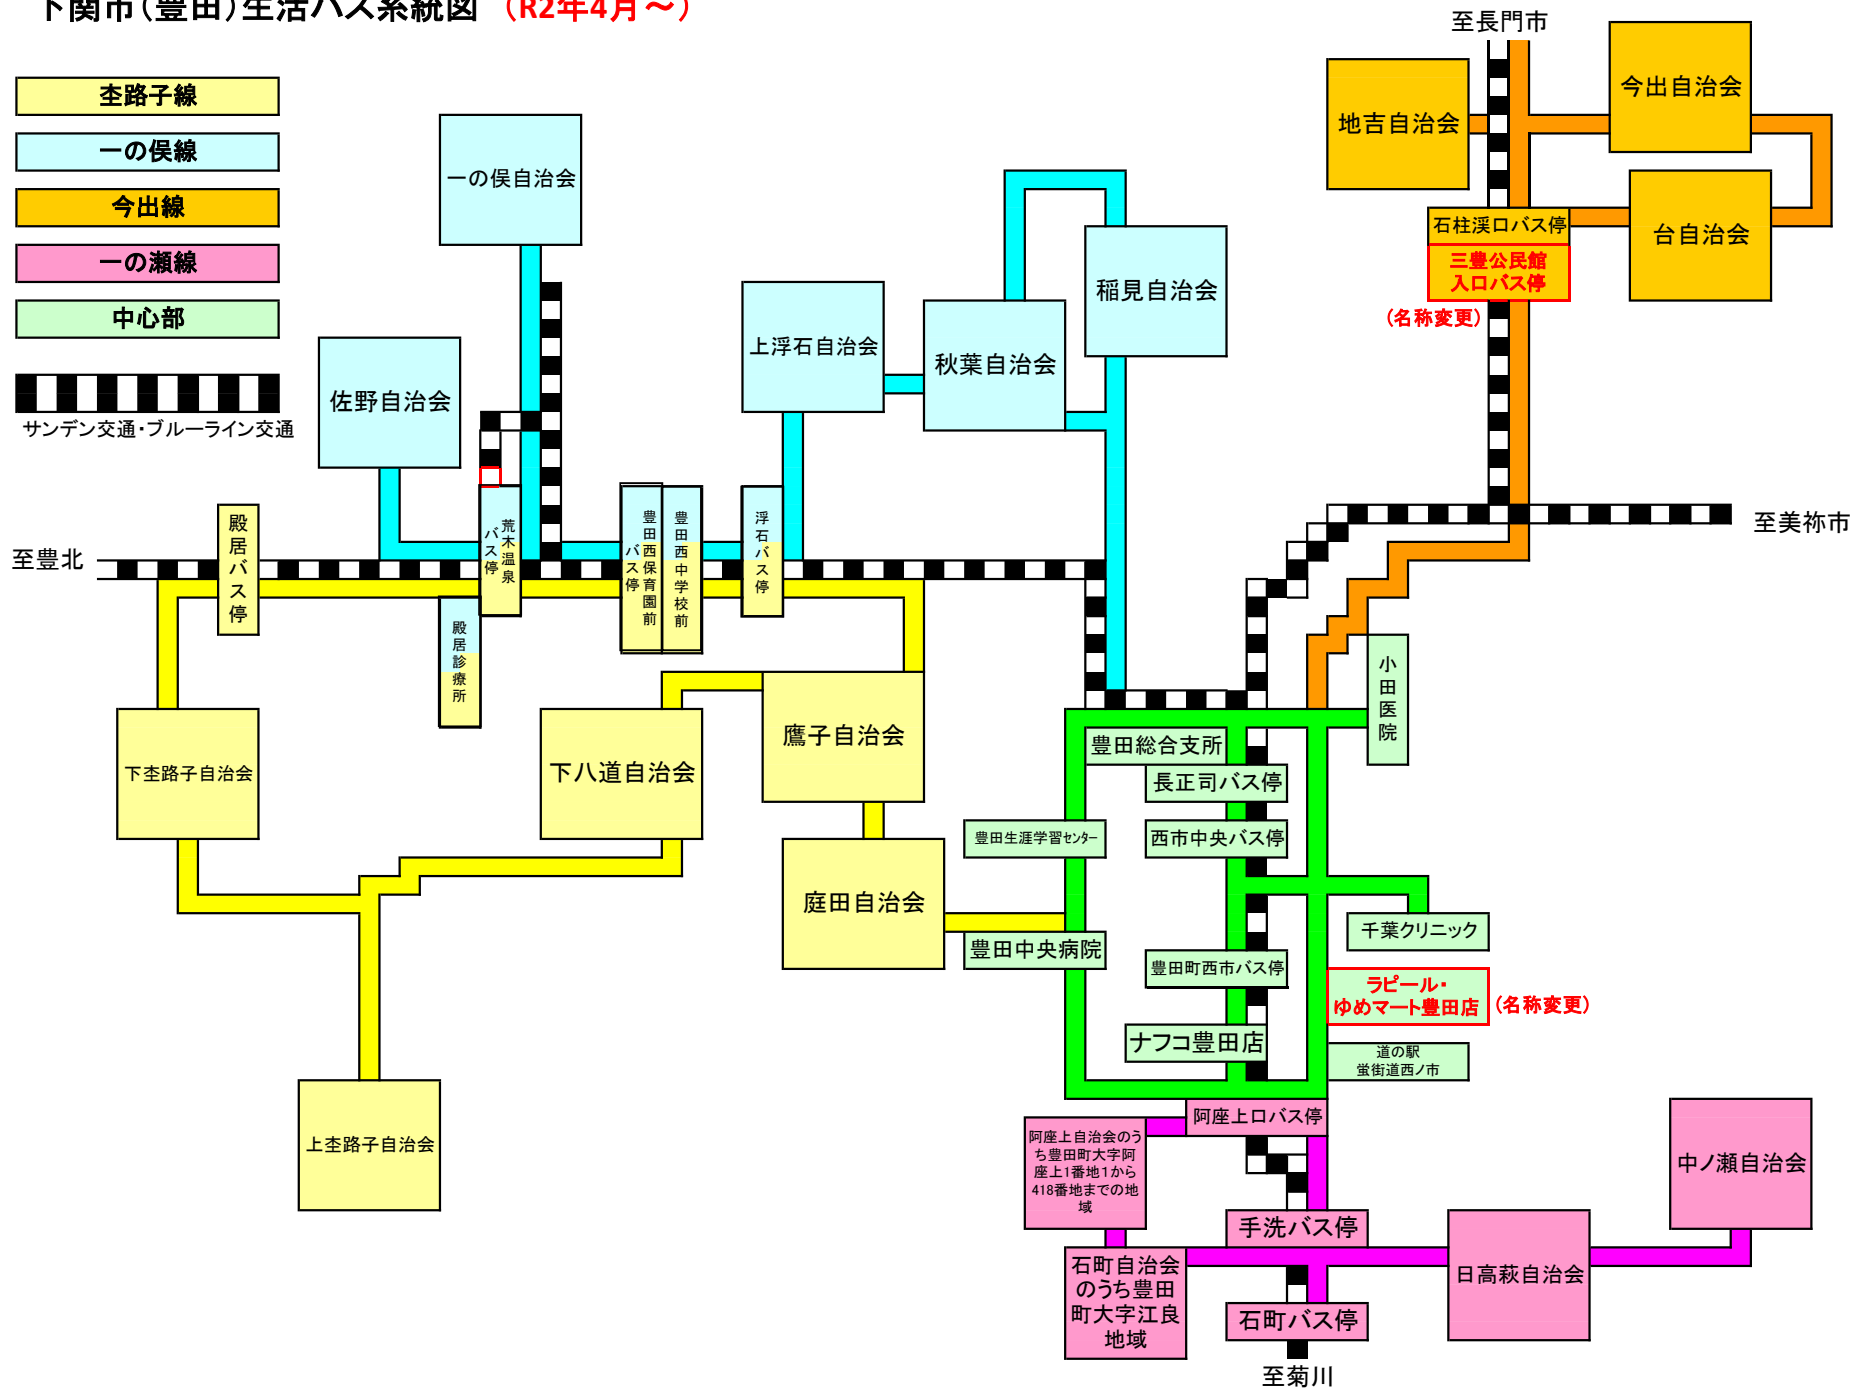 下関市（豊田）生活バス系統図 （R2年4月～）
杢路子線
一の俣線
今出線
一の瀬線
中心部
サンデン交通・ブルーライン交通
至長門市
地吉自治会
今出自治会
石柱渓口バス停
三豊公民館
入口バス停
（名称変更）
台自治会
一の俣自治会
佐野自治会
上浮石自治会
秋葉自治会
稲見自治会
至豊北
殿居バス停
荒木温泉
バス停
殿居診療所
豊田西保育園前
バス停
豊田西中学校前
浮石バス停
至美祢市
小田医院
下杢路子自治会
下八道自治会
鷹子自治会
庭田自治会
上杢路子自治会
豊田総合支所
長正司バス停
豊田生涯学習センター
西市中央バス停
豊田中央病院
豊田町西市バス停
千葉クリニック
ラピール・
ゆめマート豊田店
（名称変更）
ナフコ豊田店
道の駅
蛍街道西ノ市
阿座上口バス停
阿座上自治会のう
ち豊田町大字阿
座上1番地1から
418番地までの地
域
手洗バス停
石町自治会
のうち豊田
町大字江良
地域
石町バス停
日高萩自治会
中ノ瀬自治会
至菊川